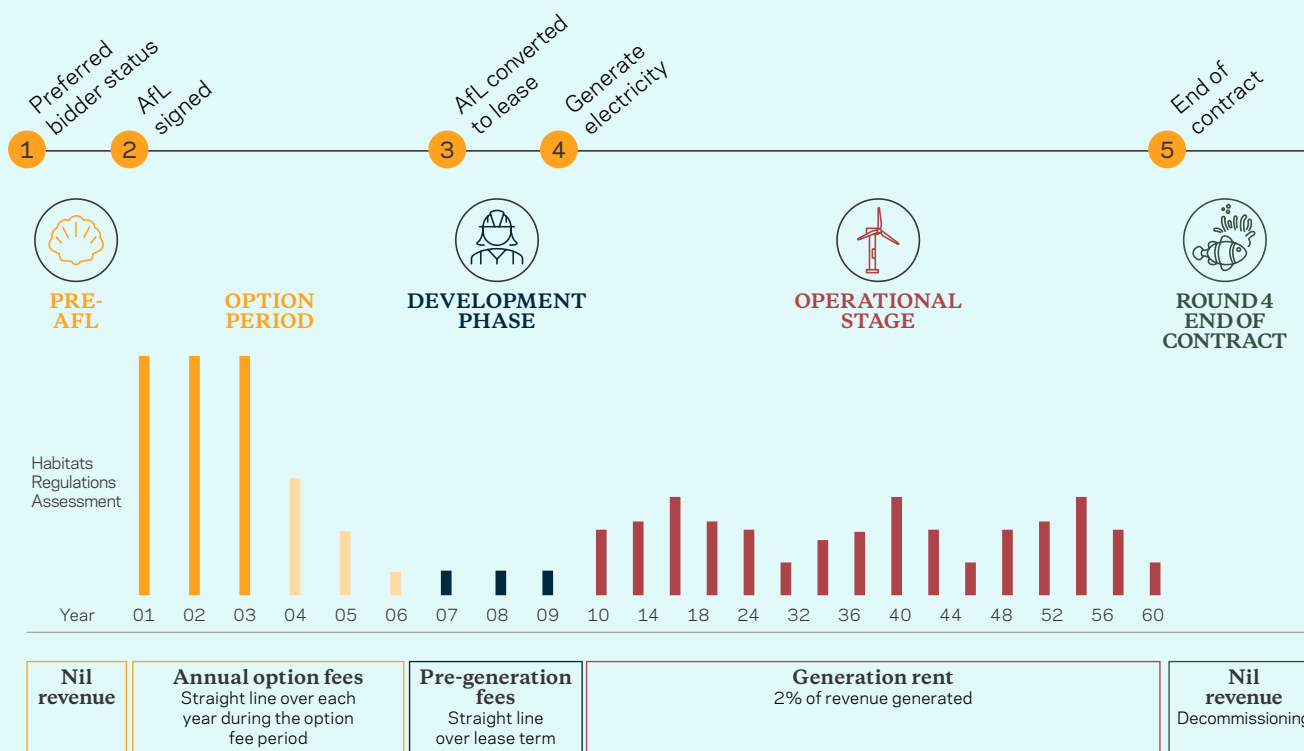 Preferred
bidder status
AfL
signed
AfL converted
to lease
Generate
electricity
End of
contract
1
2
3
4
5
PRE-
AFL
OPTION
PERIOD
DEVELOPMENT
PHASE
OPERATIONAL
STAGE
ROUND 4
END OF
CONTRACT
Habitats
Regulations
Assessment
Year 01 02 03 04 05 06 07 08 09 10 14 18 24 32 36 40 44 48 52 56 60
Nil
revenue
Annual option fees
Straight line over each
year during the option
fee period
Pre-generation
fees
Straight line
over lease term
Generation rent
2% of revenue generated
Nil
revenue
Decommissioning